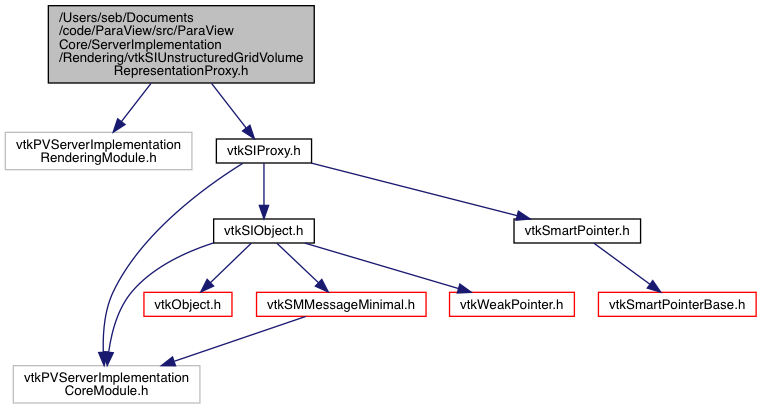 /Users/seb/Documents
/code/ParaView/src/ParaView
Core/ServerImplementation
/Rendering/vtkSIUnstructuredGridVolume
RepresentationProxy.h
vtkPVServerImplementation
RenderingModule.h
vtkSIProxy.h
vtkSIObject.h
vtkSmartPointer.h
vtkObject.h
vtkSMMessageMinimal.h
vtkWeakPointer.h
vtkSmartPointerBase.h
vtkPVServerImplementation
CoreModule.h